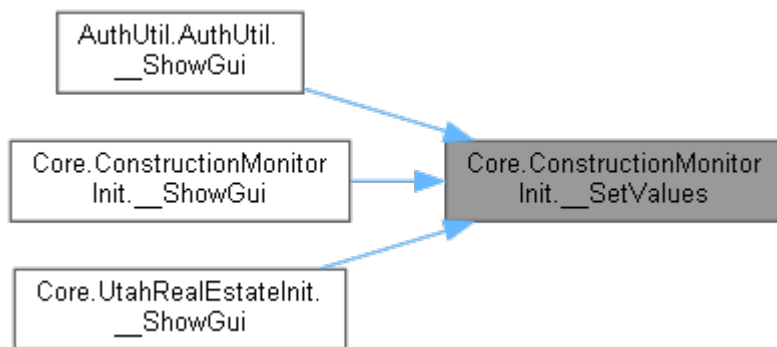 AuthUtil.AuthUtil.
__ShowGui
Core.ConstructionMonitor
Init.__ShowGui
Core.UtahRealEstateInit.
__ShowGui
Core.ConstructionMonitor
Init.__SetValues